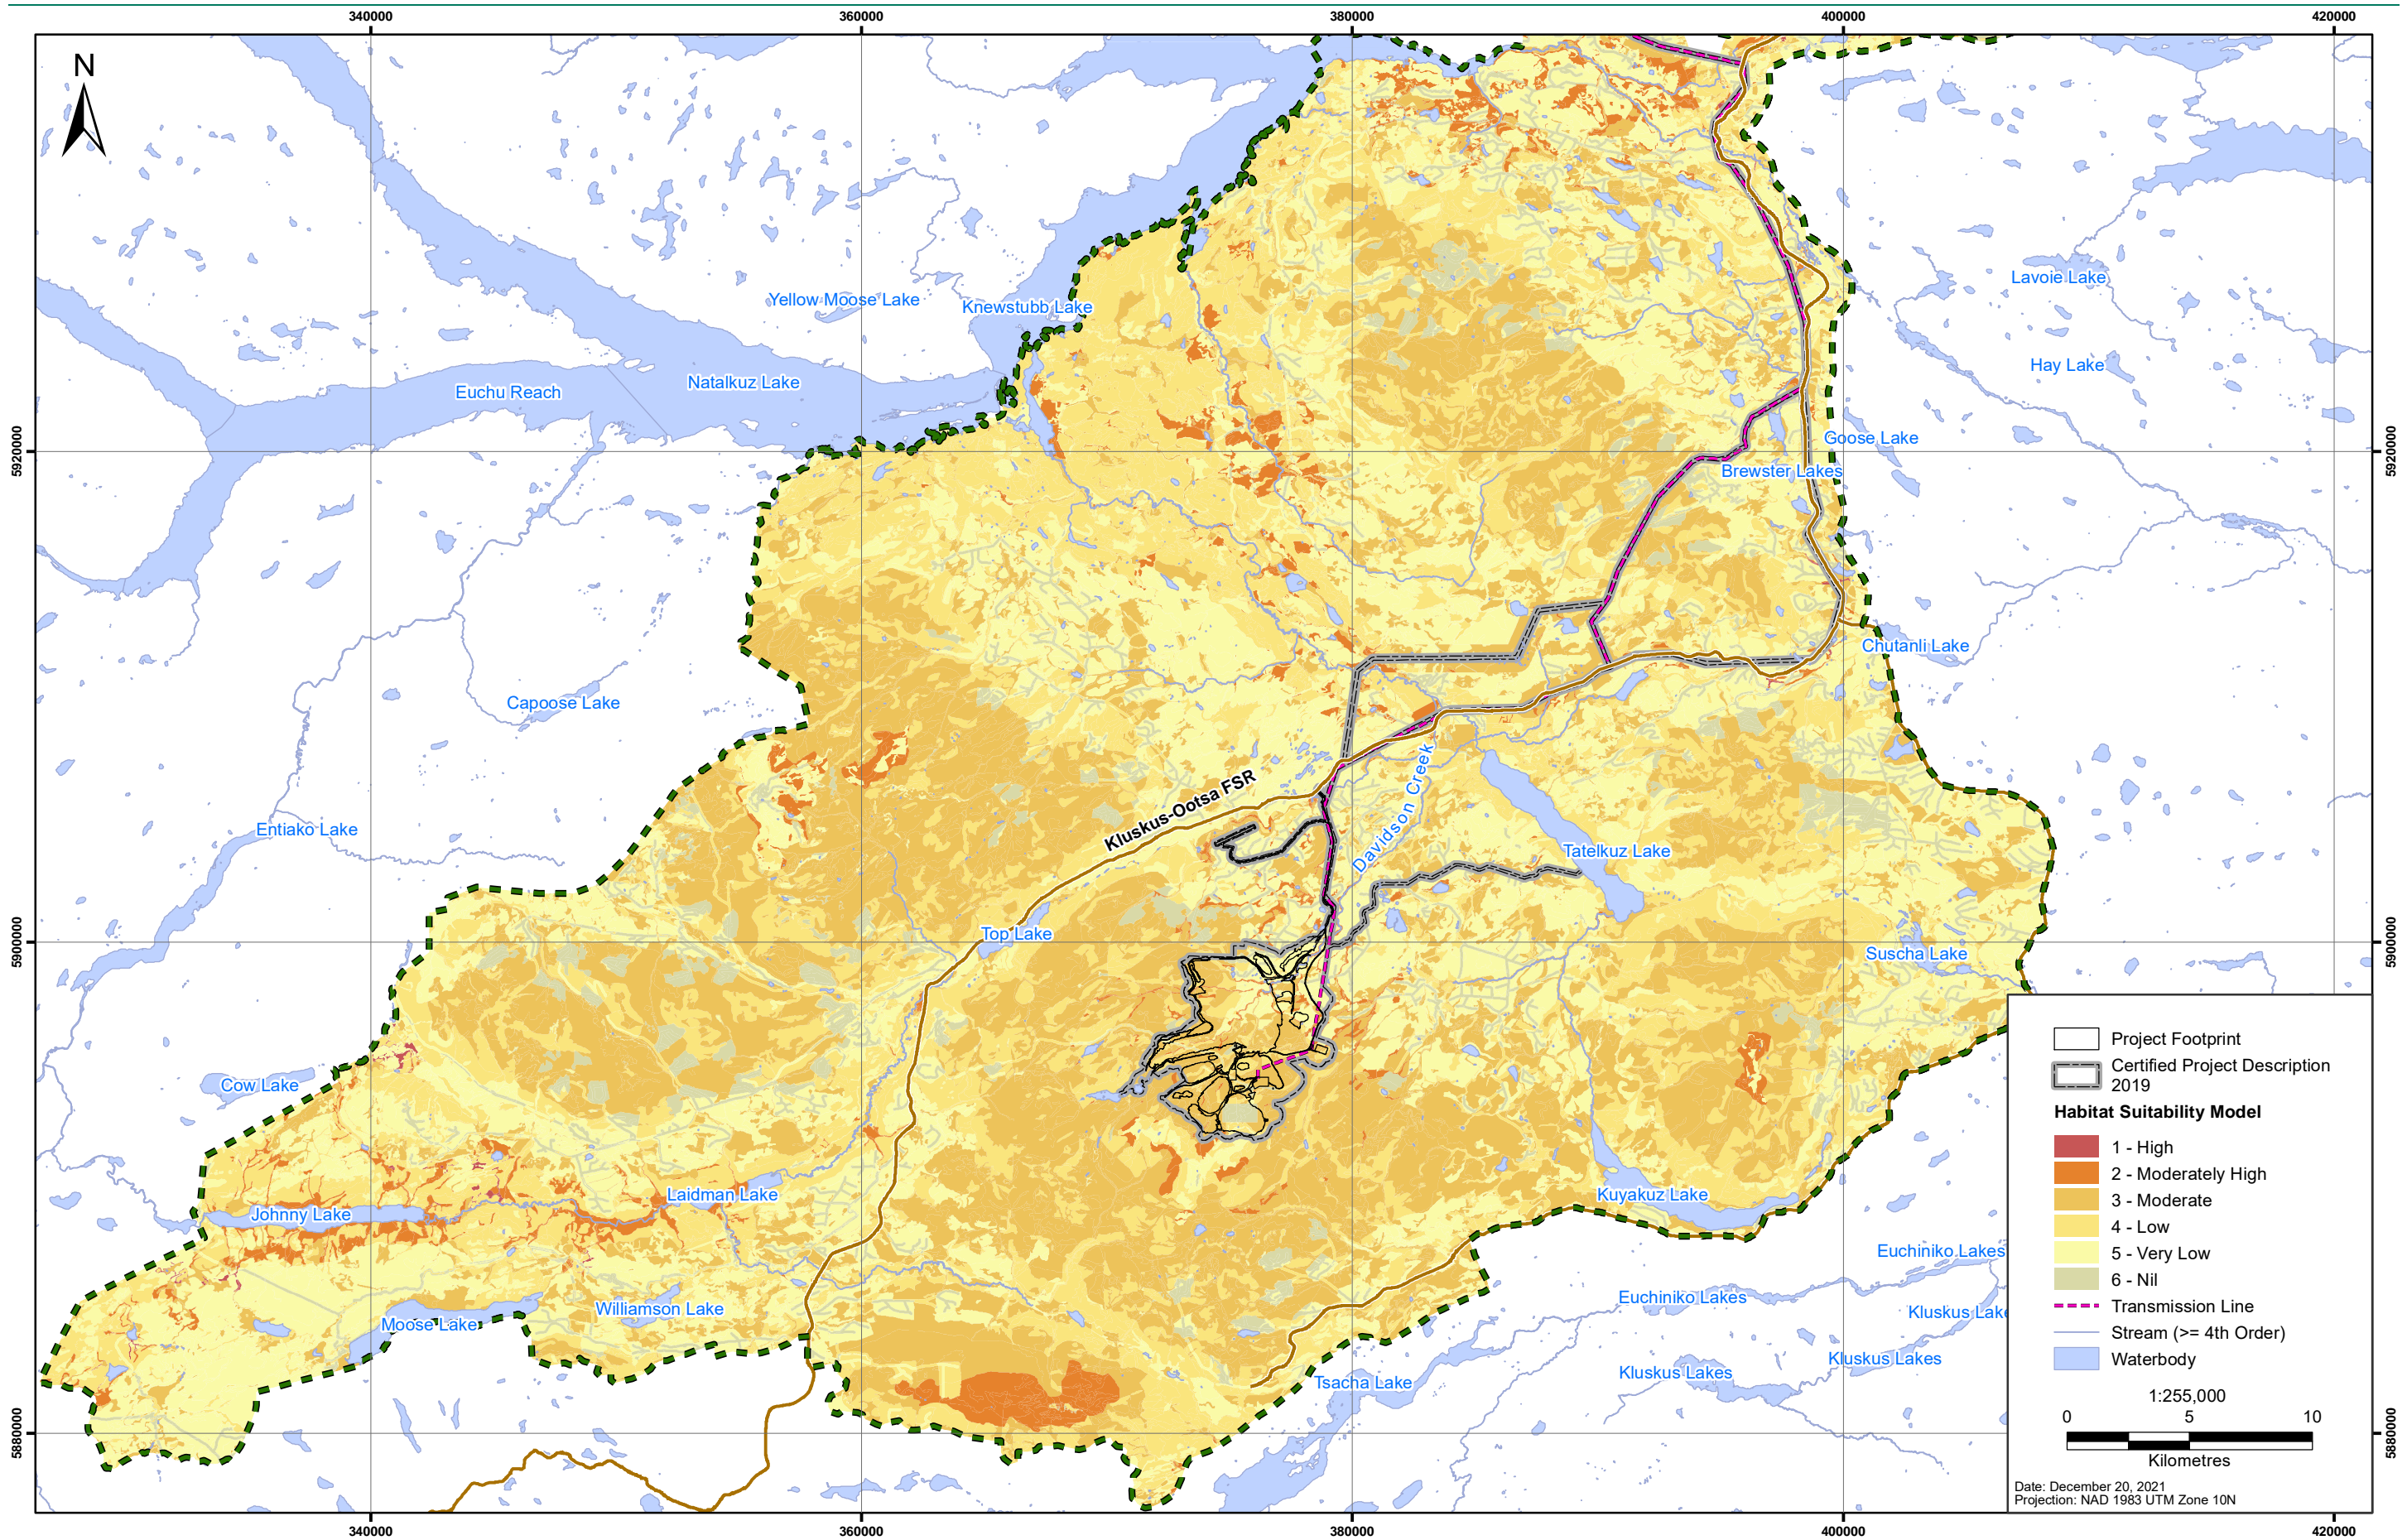 340000
360000
380000
400000
420000
N
Lavoie Lake
Yellow Moose Lake
Knewstubb Lake
Hay Lake
Natalkuz Lake
Euchu Reach
Goose Lake
5920000
5920000
Brewster Lakes
Chutanli Lake
Capoose Lake
Kluskus-Ootsa FSR
Davidson Creek
Entiako Lake
Tatelkuz Lake
Top Lake
5900000
5900000
Suscha Lake
Cow Lake
Laidman Lake
Kuyakuz Lake
Johnny Lake
Euchiniko Lakes
Euchiniko Lakes
Williamson Lake
Kluskus Lake
Moose Lake
Kluskus Lakes
Kluskus Lakes
Tsacha Lake
5880000
5880000
Project Footprint
Certified Project Description
2019
Habitat Suitability Model
1 - High
2 - Moderately High
3 - Moderate
4 - Low
5 - Very Low
6 - Nil
Transmission Line
Stream (>= 4th Order)
Waterbody
1:255,000
0 5 10
Kilometres
Date: December 20, 2021
Projection: NAD 1983 UTM Zone 10N
340000
360000
380000
400000
420000